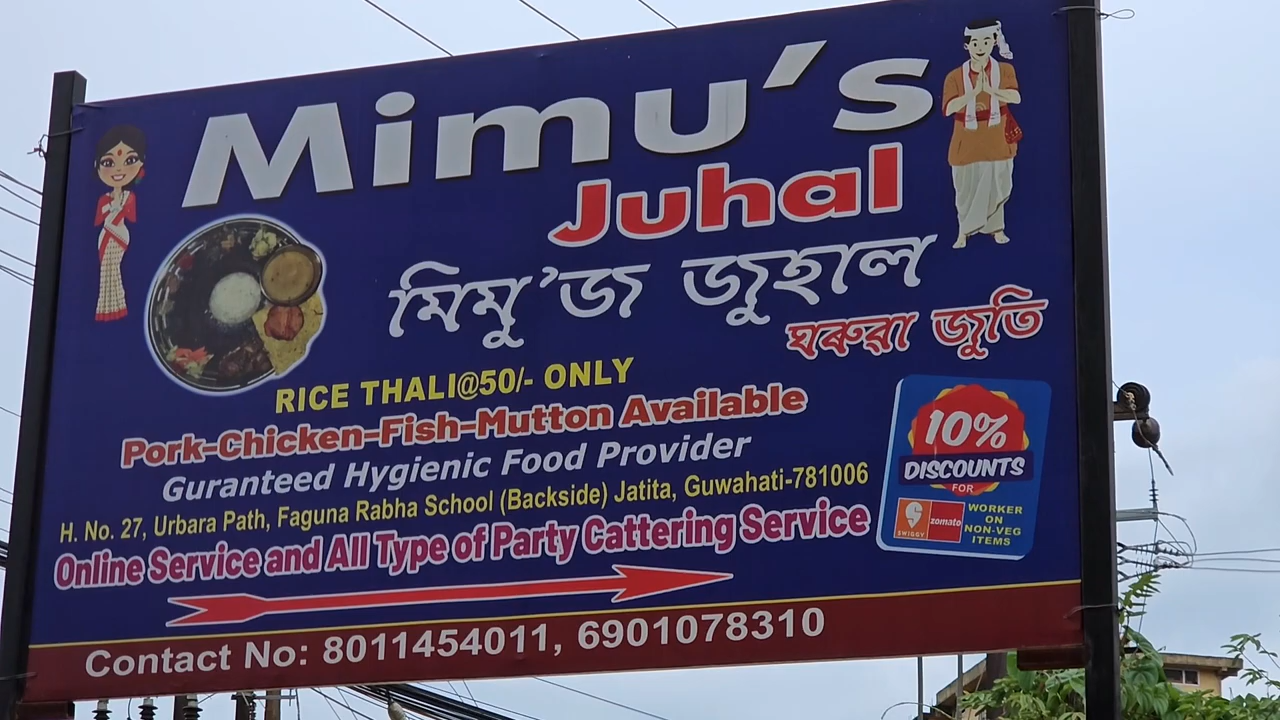 Mimu's
Juhal
মিমু'জ জুহাল
ঘৰুৱা জুতি
RICE THALI@50/- ONLY
Pork-Chicken-Fish-Mutton Available
Guranteed Hygienic Food Provider
H. No. 27, Urbara Path, Faguna Rabha School (Backside) Jatita, Guwahati-781006
Online Service and All Type of Party Cattering Service
10%
DISCOUNTS
FOR
SWIGGY
zomato
WORKER
ON
NON-VEG
ITEMS
Contact No: 8011454011, 6901078310